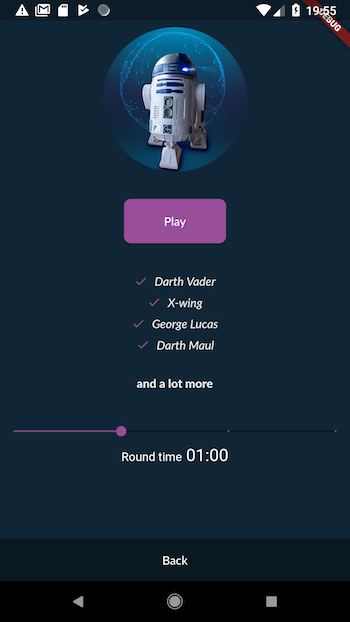 19:55
DEBUG
Play
Darth Vader
X-wing
George Lucas
Darth Maul
and a lot more
Round time 01:00
Back